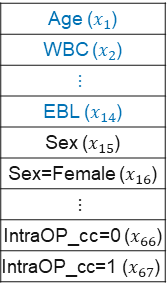 Age (x₁)
WBC (x₂)
⋮
EBL (x₁₄)
Sex (x₁₅)
Sex=Female (x₁₆)
⋮
IntraOP_cc=0 (x₆₆)
IntraOP_cc=1 (x₆₇)